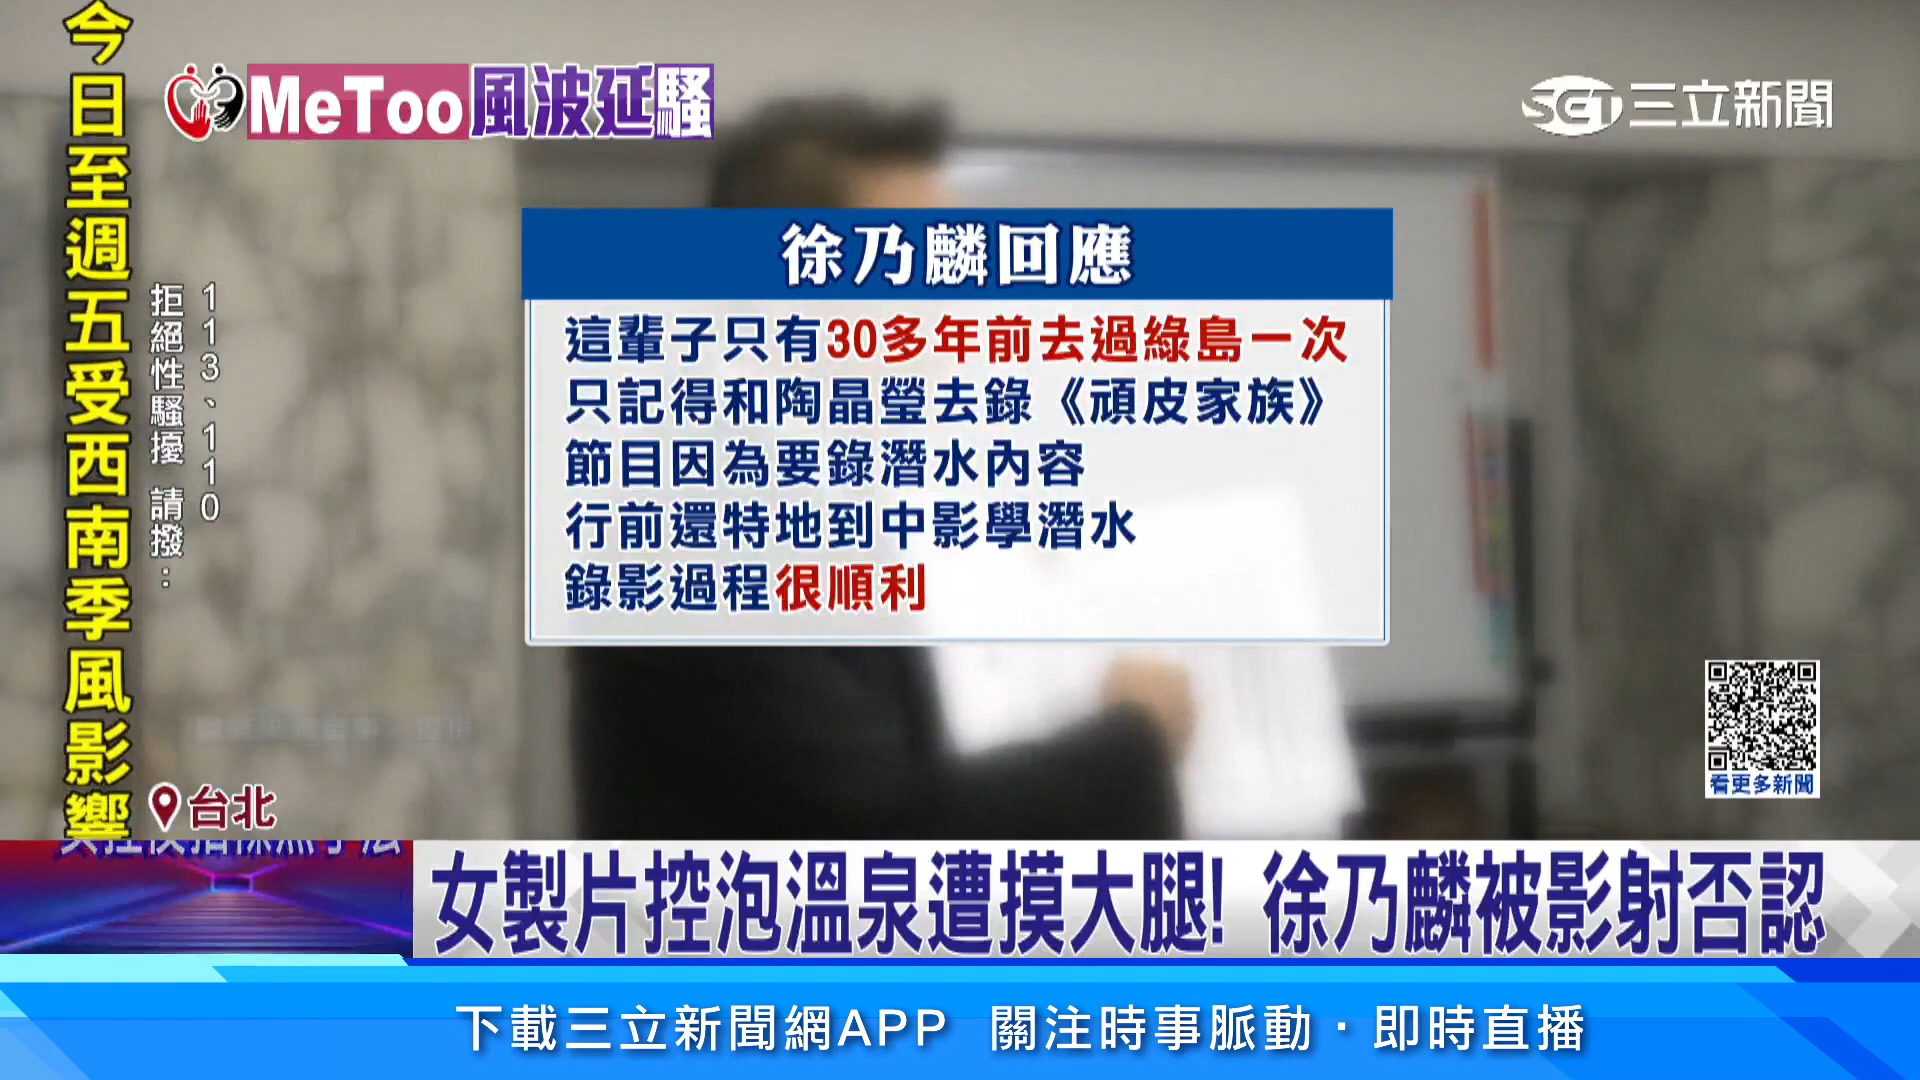 今日至週五受西南季風影響
拒絕性騷擾 請撥：
113、110
MeToo風波延騷
SET三立新聞
徐乃麟回應
這輩子只有30多年前去過綠島一次
只記得和陶晶瑩去錄《頑皮家族》
節目因為要錄潛水內容
行前還特地到中影學潛水
錄影過程很順利
看更多新聞
台北
女製片控泡溫泉遭摸大腿! 徐乃麟被影射否認
下載三立新聞網APP 關注時事脈動·即時直播